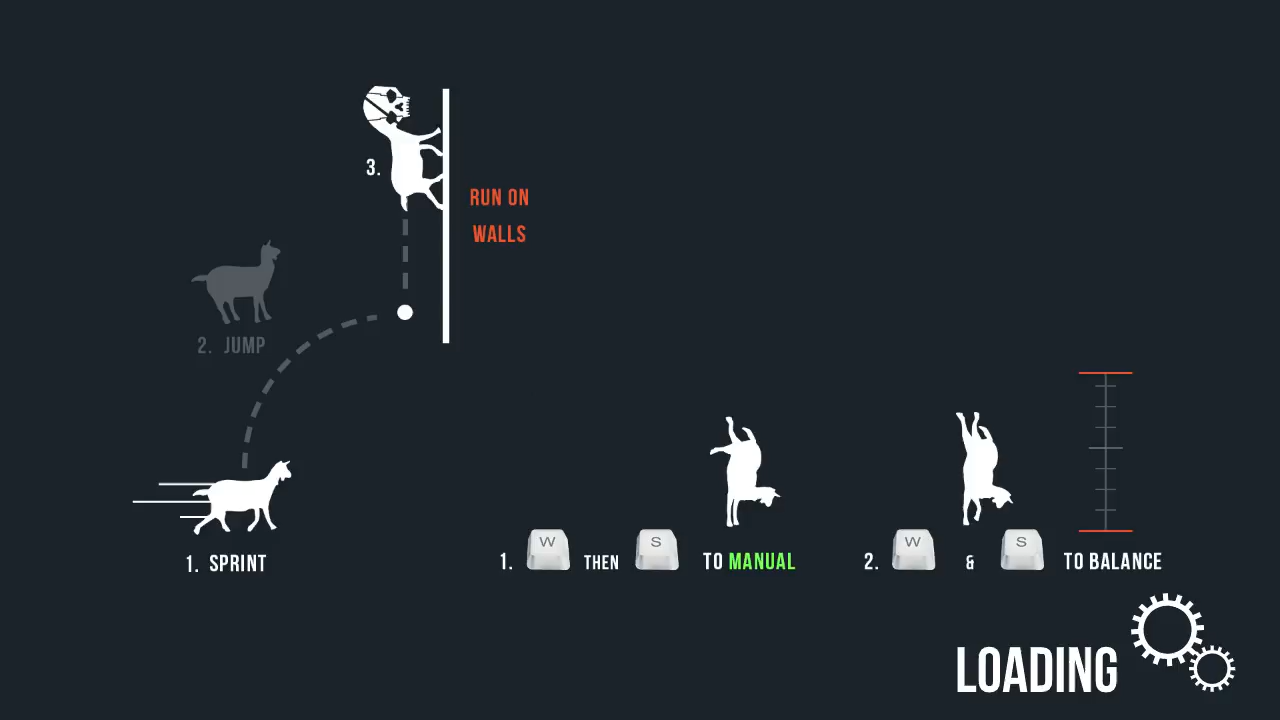 3.
RUN ON
WALLS
2. JUMP
1. SPRINT
1. W THEN S TO MANUAL
2. W & S TO BALANCE
LOADING